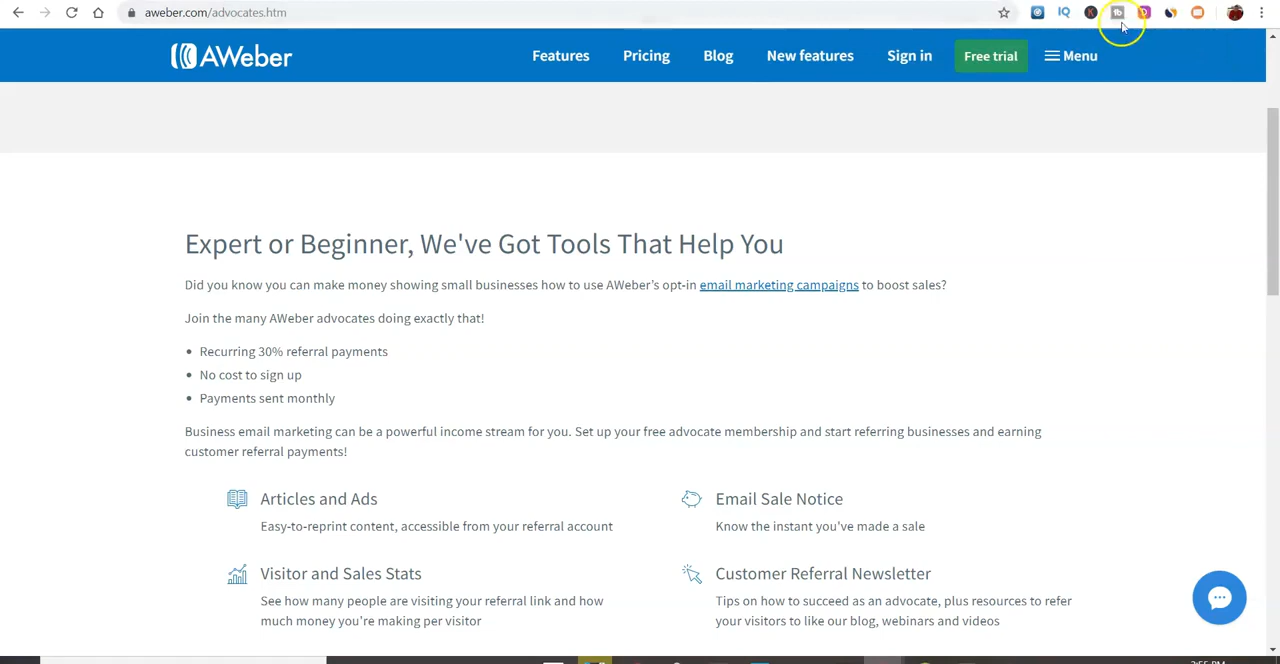 aweber.com/advocates.htm
IQ
K
tb
AWeber
Features
Pricing
Blog
New features
Sign in
Free trial
Menu
Expert or Beginner, We've Got Tools That Help You
Did you know you can make money showing small businesses how to use AWeber’s opt-in email marketing campaigns to boost sales?
Join the many AWeber advocates doing exactly that!
• Recurring 30% referral payments
• No cost to sign up
• Payments sent monthly
Business email marketing can be a powerful income stream for you. Set up your free advocate membership and start referring businesses and earning
customer referral payments!
Articles and Ads
Easy-to-reprint content, accessible from your referral account
Email Sale Notice
Know the instant you've made a sale
Visitor and Sales Stats
See how many people are visiting your referral link and how
much money you're making per visitor
Customer Referral Newsletter
Tips on how to succeed as an advocate, plus resources to refer
your visitors to like our blog, webinars and videos